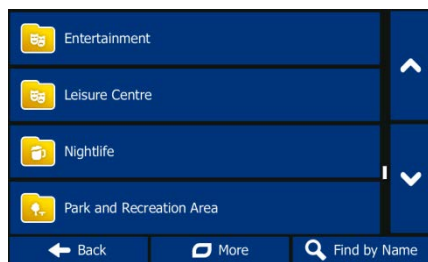 Entertainment
Leisure Centre
Nightlife
Park and Recreation Area
Back More Find by Name